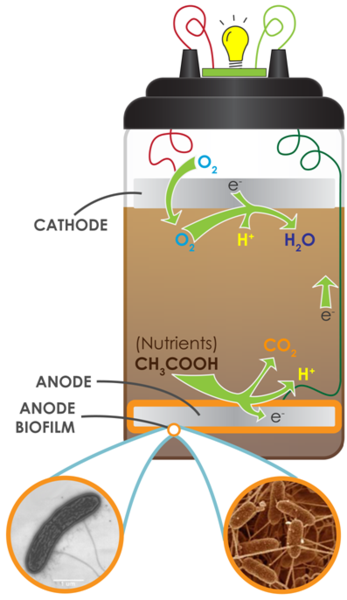 O₂
e⁻
CATHODE
O₂
H⁺
H₂O
e⁻
(Nutrients)
CH₃COOH
CO₂
H⁺
ANODE
ANODE
BIOFILM
e⁻